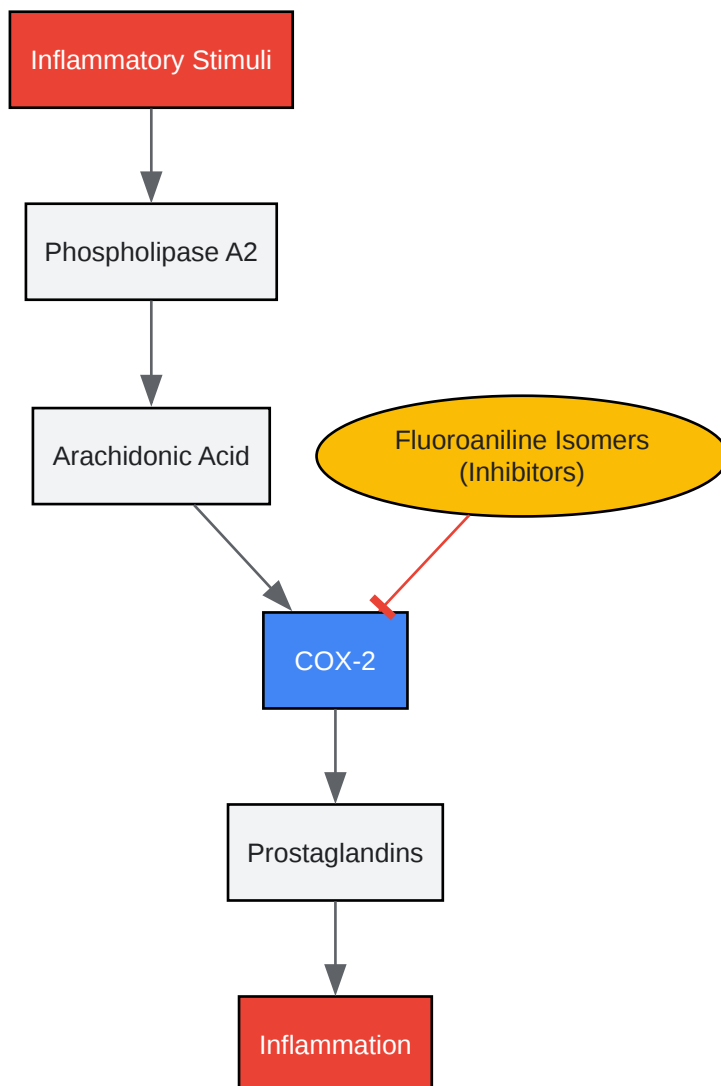 Inflammatory Stimuli
Phospholipase A2
Arachidonic Acid
Fluoroaniline Isomers
(Inhibitors)
COX-2
Prostaglandins
Inflammation